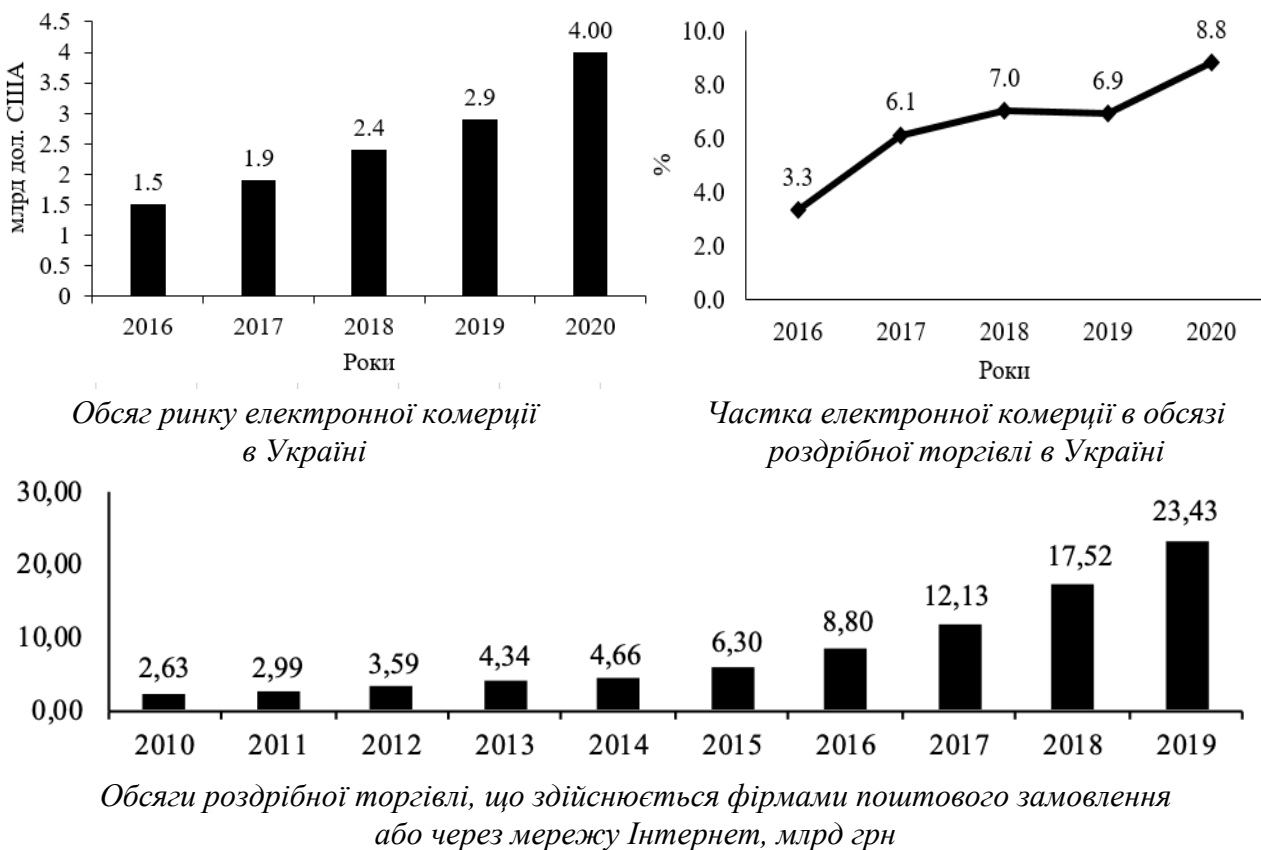 4.5
4
3.5
3
2.5
2
1.5
1
0.5
0
млрд дол. США
1.5
1.9
2.4
2.9
4.00
2016 2017 2018 2019 2020
Роки
Обсяг ринку електронної комерції
в Україні
10.0
8.0
6.0
4.0
2.0
0.0
%
3.3
6.1
7.0
6.9
8.8
2016 2017 2018 2019 2020
Роки
Частка електронної комерції в обсязі
роздрібної торгівлі в Україні
30,00
20,00
10,00
0,00
2,63 2,99 3,59 4,34 4,66 6,30 8,80 12,13 17,52 23,43
2010 2011 2012 2013 2014 2015 2016 2017 2018 2019
Обсяги роздрібної торгівлі, що здійснюється фірмами поштового замовлення
або через мережу Інтернет, млрд грн